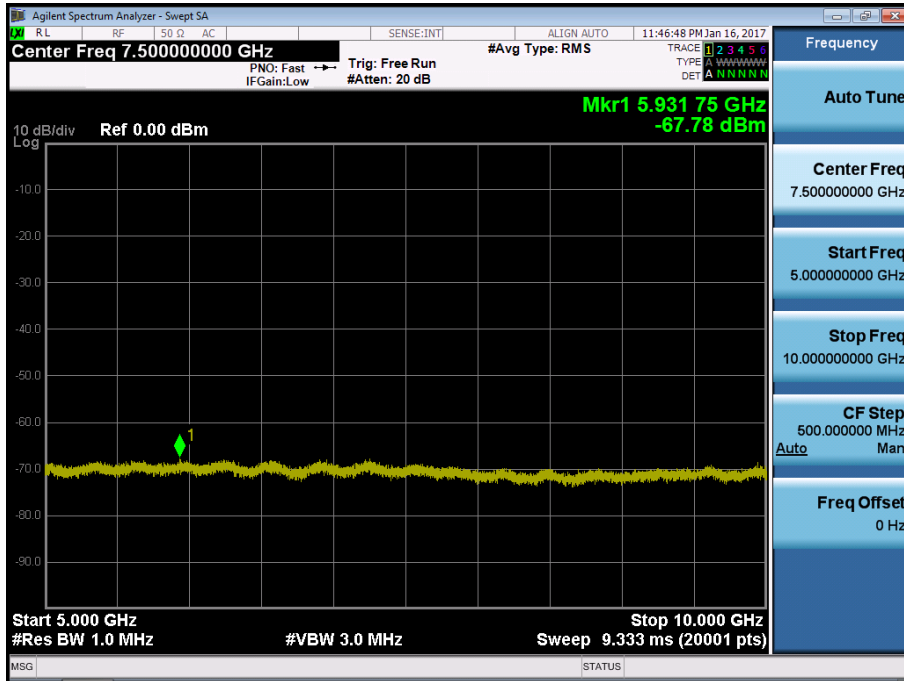 Agilent Spectrum Analyzer - Swept SA
LXI RL RF 50 Ω AC SENSE:INT ALIGN AUTO 11:46:48 PM Jan 16, 2017
Center Freq 7.500000000 GHz
PNO: Fast
IFGain:Low
Trig: Free Run
#Atten: 20 dB
#Avg Type: RMS
TRACE 1 2 3 4 5 6
TYPE A WWWWW
DET A N N N N N
Frequency
Mkr1 5.931 75 GHz
-67.78 dBm
10 dB/div Ref 0.00 dBm
Log
-10.0
-20.0
-30.0
-40.0
-50.0
-60.0
-70.0
-80.0
-90.0
1
Start 5.000 GHz Stop 10.000 GHz
#Res BW 1.0 MHz #VBW 3.0 MHz Sweep 9.333 ms (20001 pts)
MSG STATUS
Auto Tune
Center Freq
7.500000000 GHz
Start Freq
5.000000000 GHz
Stop Freq
10.000000000 GHz
CF Step
500.000000 MHz
Auto Man
Freq Offset
0 Hz